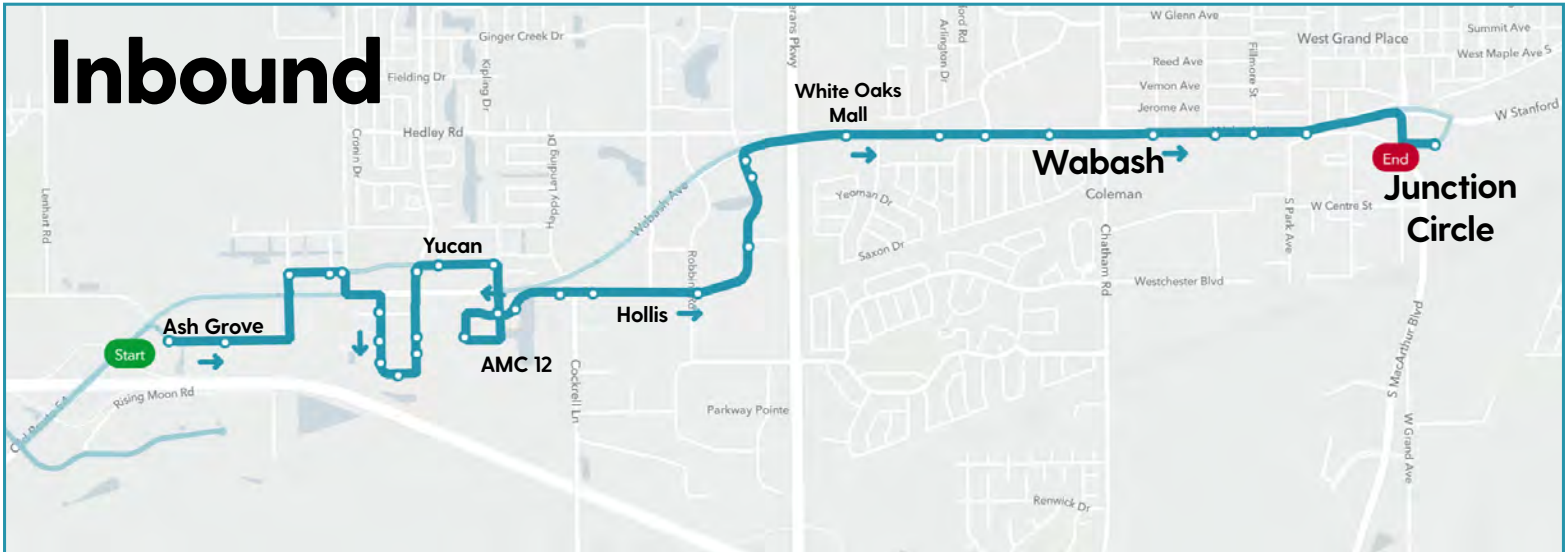 Inbound
Ginger Creek Dr
Fielding Dr
Kipling Dr
Cronin Dr
Hedley Rd
Happy Landing Dr
Lenhart Rd
Wabash Ave
erans Pkwy
ord Rd
Arlington Dr
W Glenn Ave
Reed Ave
Vernon Ave
Jerome Ave
Fillmore St
West Grand Place
Summit Ave
West Maple Ave S
W Stanford
White Oaks
Mall
Wabash
End
Junction
Circle
Coleman
Yeoman Dr
Saxon Dr
Chatham Rd
Westchester Blvd
S Park Ave
W Centre St
S MacArthur Blvd
W Grand Ave
Yucan
Hollis
AMC 12
Ash Grove
Start
Rising Moon Rd
Cockrell Ln
Parkway Pointe
Renwick Dr